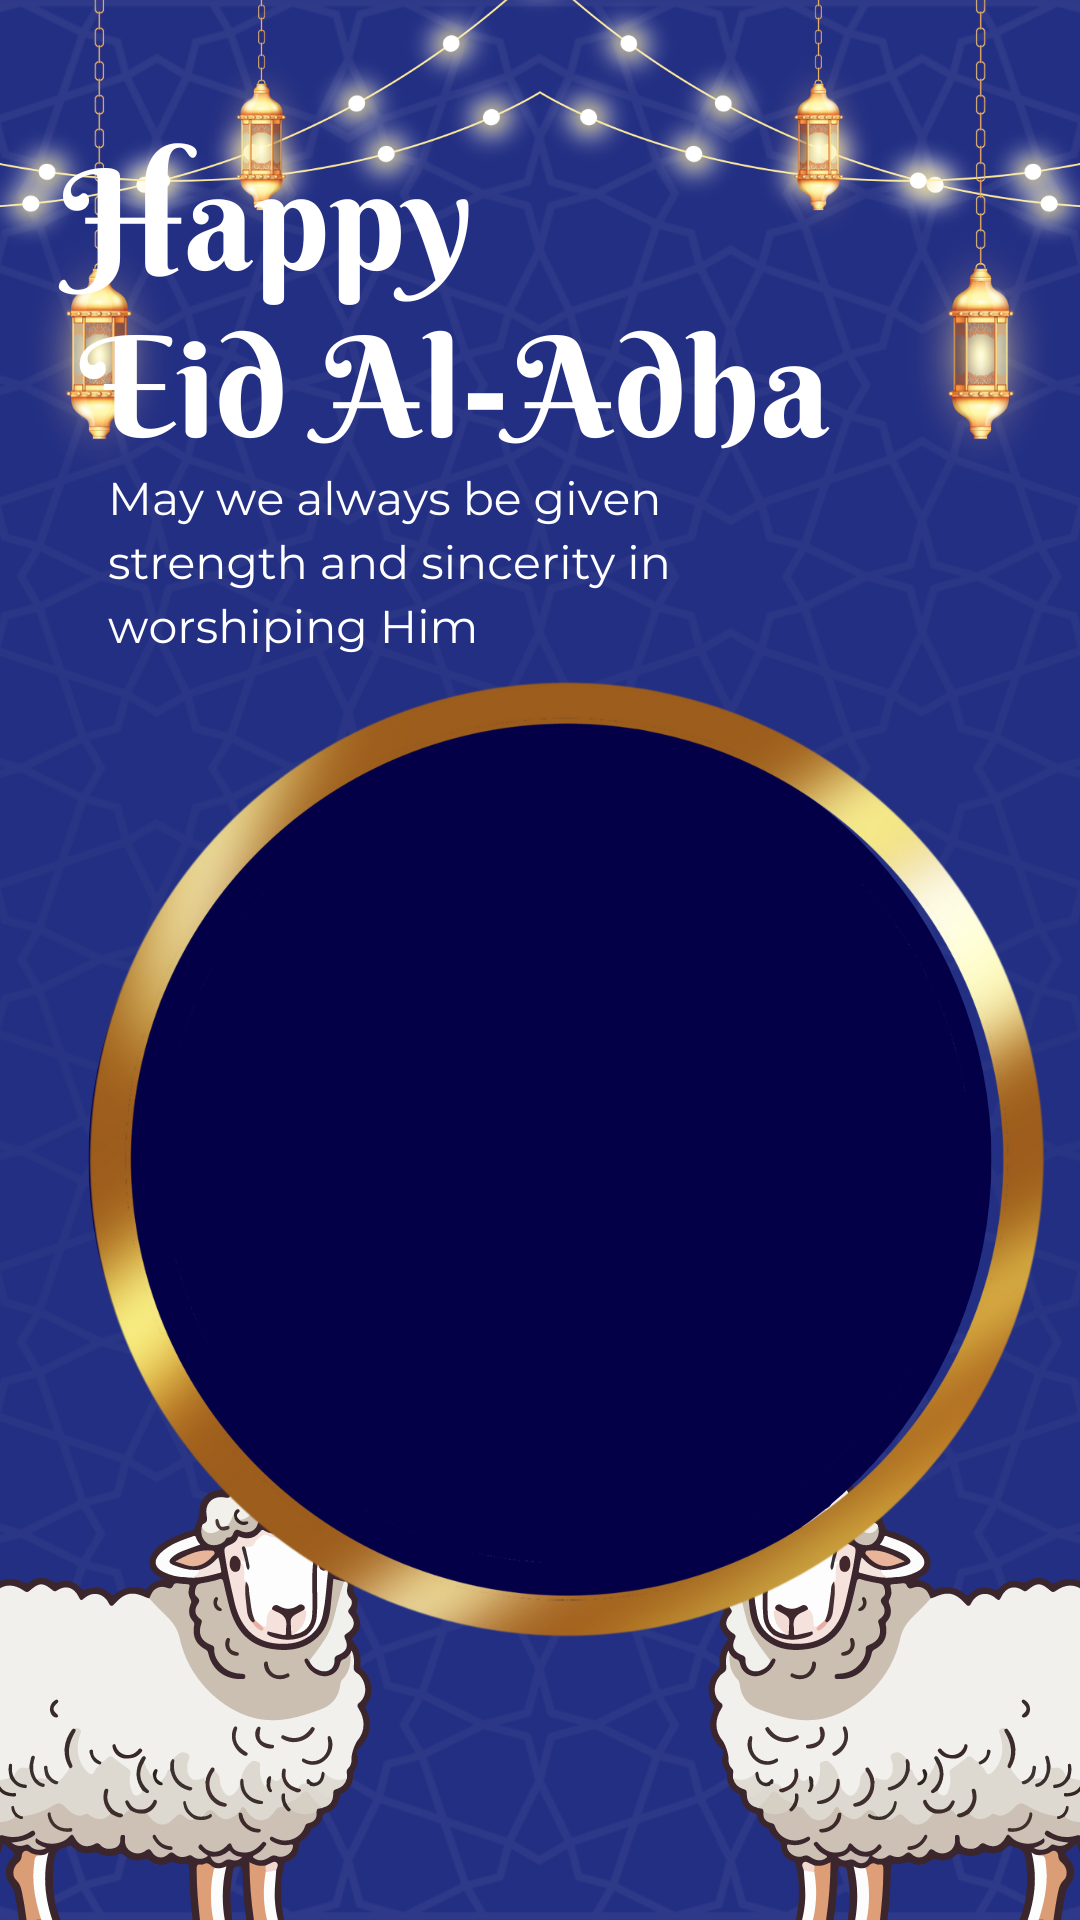 Happy
Eid Al-Adha
May we always be given
strength and sincerity in
worshiping Him